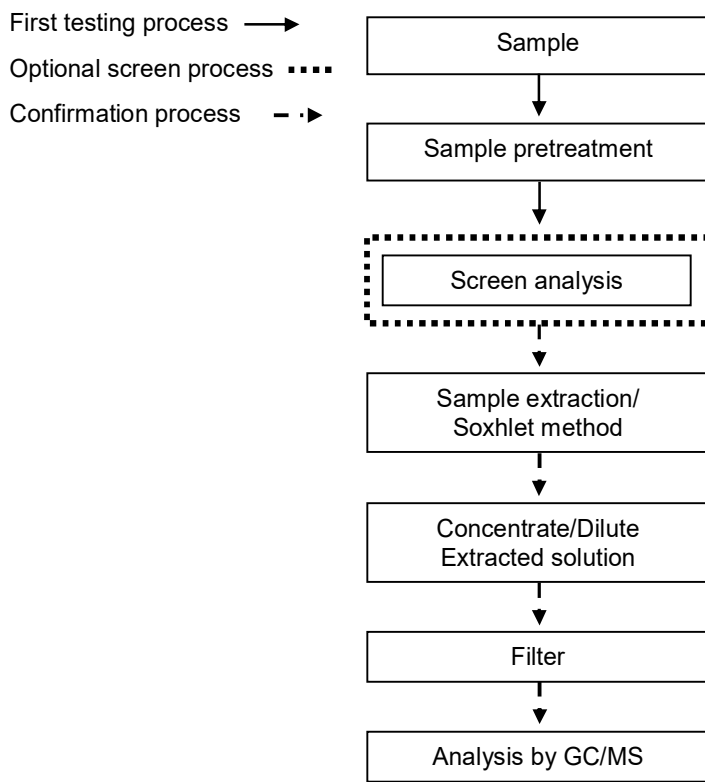 First testing process
Optional screen process
Confirmation process
Sample
Sample pretreatment
Screen analysis
Sample extraction/
Soxhlet method
Concentrate/Dilute
Extracted solution
Filter
Analysis by GC/MS